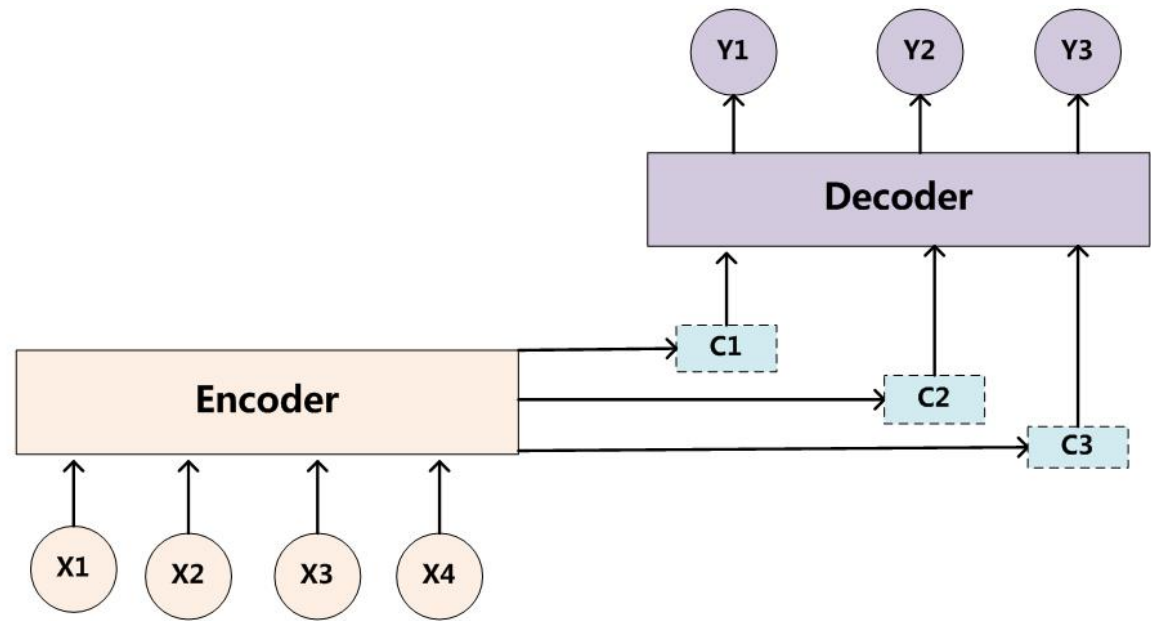 Y1 Y2 Y3
Decoder
C1
Encoder
C2
C3
X1 X2 X3 X4